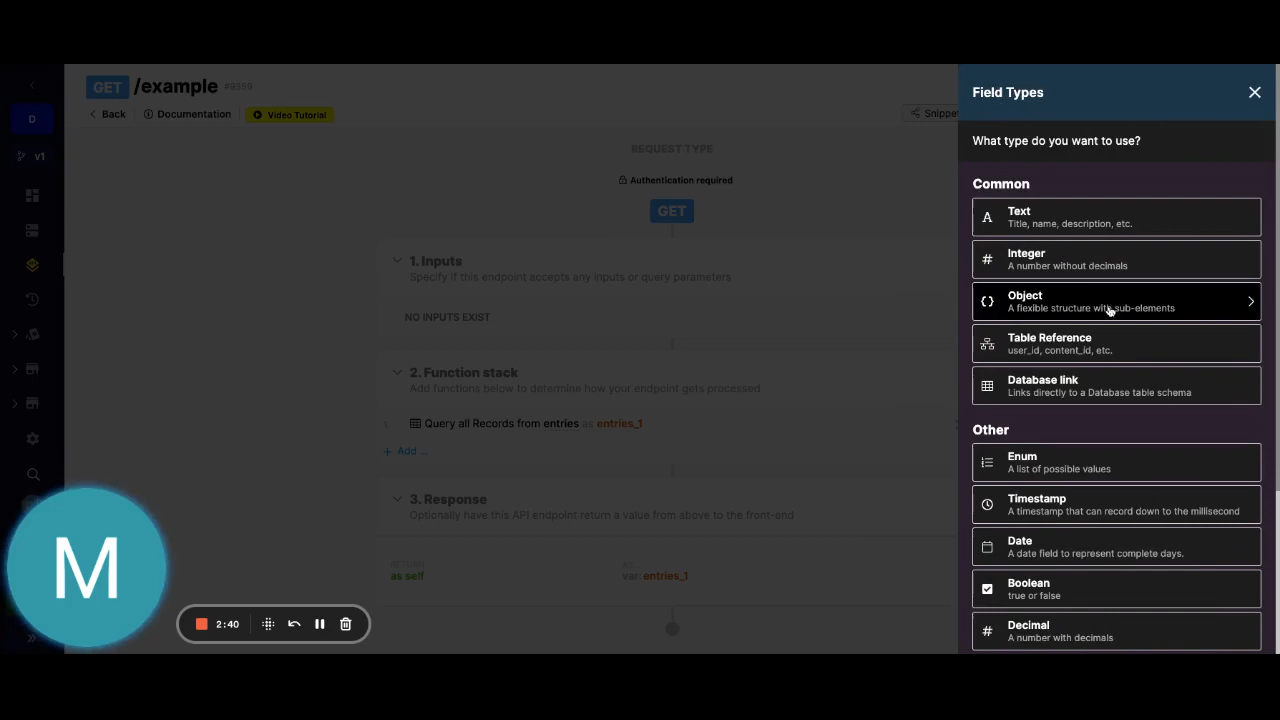 GET /example #9359
Back
Documentation
Video Tutorial
Snippet
D
v1
REQUEST TYPE
Authentication required
GET
1. Inputs
Specify if this endpoint accepts any inputs or query parameters
NO INPUTS EXIST
2. Function stack
Add functions below to determine how your endpoint gets processed
Query all Records from entries as entries_1
+ Add ...
3. Response
Optionally have this API endpoint return a value from above to the front-end
RETURN
as self
AS
var: entries_1
M
2:40
Field Types
What type do you want to use?
Common
Text
Title, name, description, etc.
Integer
A number without decimals
Object
A flexible structure with sub-elements
Table Reference
user_id, content_id, etc.
Database link
Links directly to a Database table schema
Other
Enum
A list of possible values
Timestamp
A timestamp that can record down to the millisecond
Date
A date field to represent complete days.
Boolean
true or false
Decimal
A number with decimals